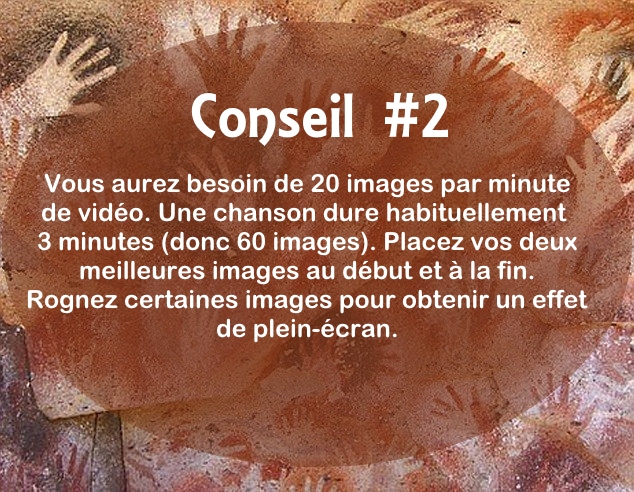 Conseil #2
Vous aurez besoin de 20 images par minute
de vidéo. Une chanson dure habituellement
3 minutes (donc 60 images). Placez vos deux
meilleures images au début et à la fin.
Rognez certaines images pour obtenir un effet
de plein-écran.